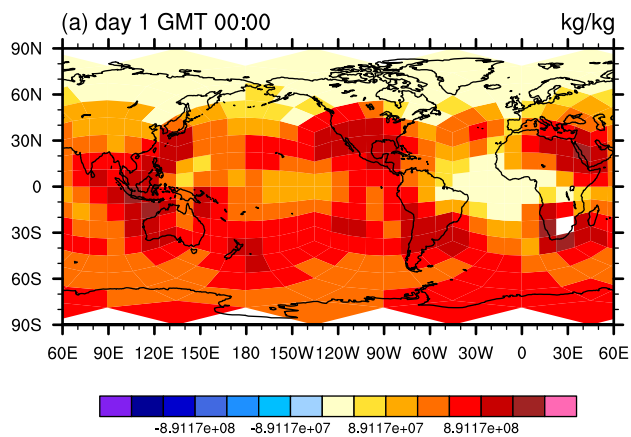 (a) day 1 GMT 00:00 kg/kg
90N
60N
30N
0
30S
60S
90S
60E 90E 120E 150E 180 150W 120W 90W 60W 30W 0 30E 60E
-8.9117e+08 -8.9117e+07 8.9117e+07 8.9117e+08